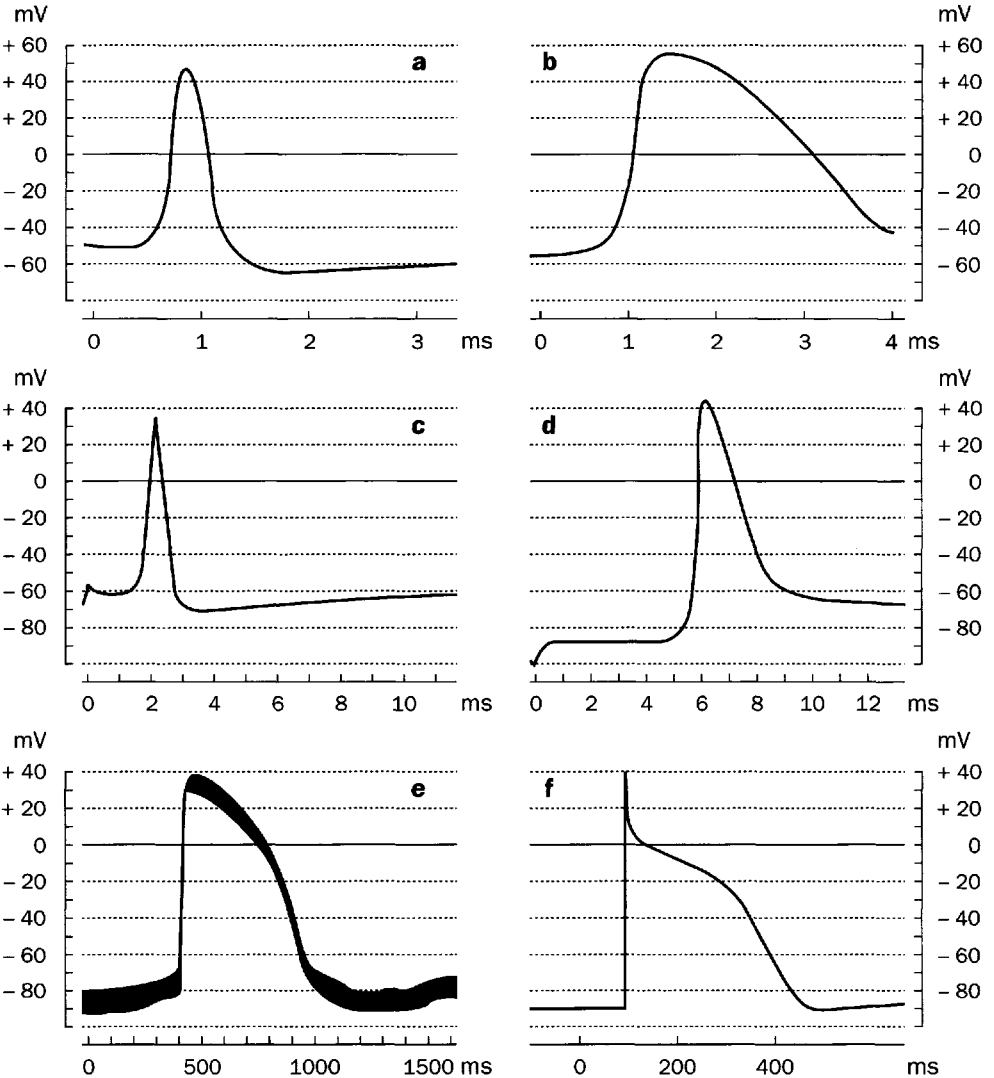 mV mV
+ 60 a b + 60
+ 40 + 40
+ 20 + 20
0 0
– 20 – 20
– 40 – 40
– 60 – 60
0 1 2 3 ms 0 1 2 3 4 ms
mV mV
+ 40 c d + 40
+ 20 + 20
0 0
– 20 – 20
– 40 – 40
– 60 – 60
– 80 – 80
0 2 4 6 8 10 ms 0 2 4 6 8 10 12 ms
mV mV
+ 40 e f + 40
+ 20 + 20
0 0
– 20 – 20
– 40 – 40
– 60 – 60
– 80 – 80
0 500 1000 1500 ms 0 200 400 ms